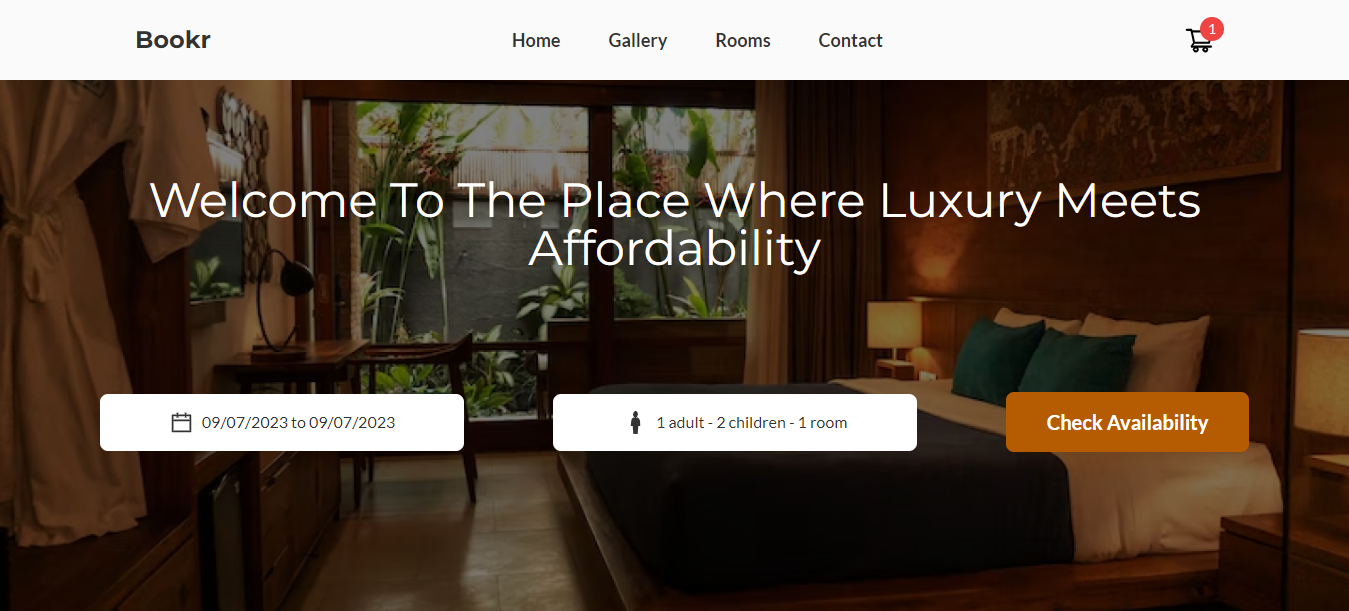 Bookr
Home Gallery Rooms Contact
1
Welcome To The Place Where Luxury Meets
Affordability
09/07/2023 to 09/07/2023
1 adult - 2 children - 1 room
Check Availability